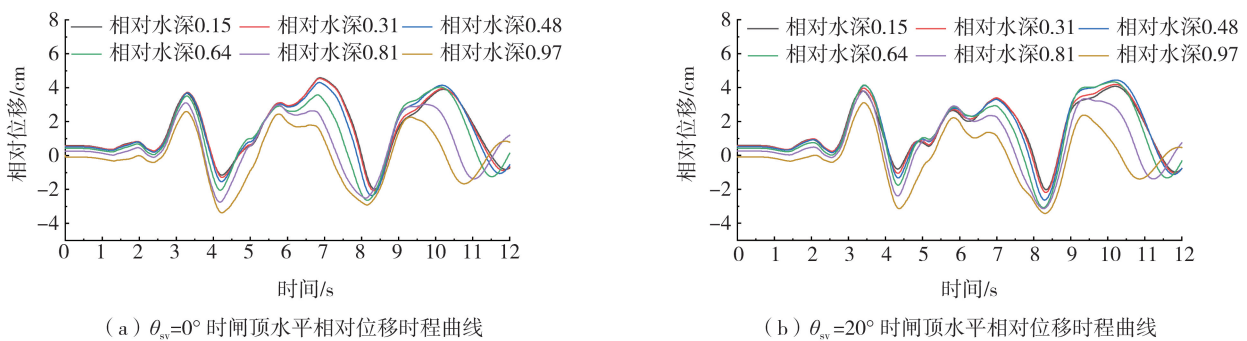 8
6
4
2
0
−2
−4
相对位移/cm
相对水深0.15 相对水深0.31 相对水深0.48
相对水深0.64 相对水深0.81 相对水深0.97
0 1 2 3 4 5 6 7 8 9 10 11 12
时间/s
（a）θsv=0° 时闸顶水平相对位移时程曲线
8
6
4
2
0
−2
−4
相对位移/cm
相对水深0.15 相对水深0.31 相对水深0.48
相对水深0.64 相对水深0.81 相对水深0.97
0 1 2 3 4 5 6 7 8 9 10 11 12
时间/s
（b）θsv=20° 时闸顶水平相对位移时程曲线